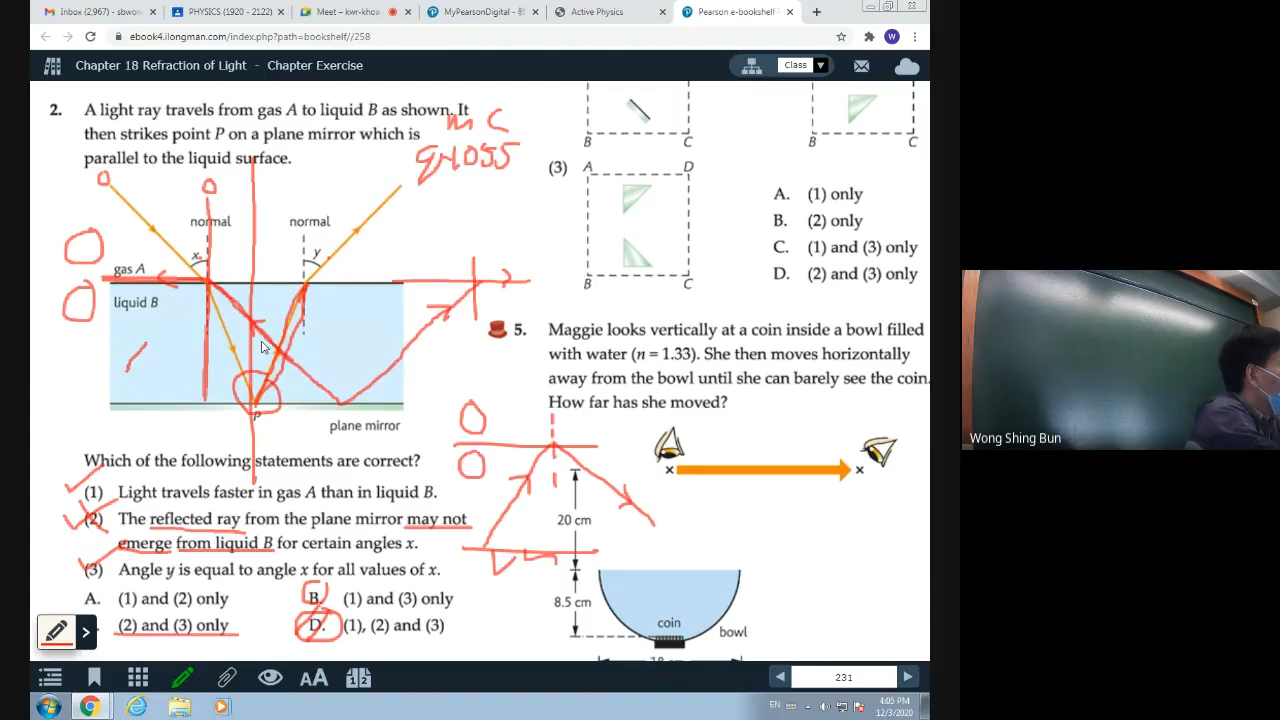 Inbox (2,967) - sbwon
PHYSICS (1920 - 2122)
Meet – kwr-khoa
MyPearsonDigital - 
Active Physics
Pearson e-bookshelf
ebook4.ilongman.com/index.php?path=bookshelf//258
Chapter 18 Refraction of Light - Chapter Exercise
Class
2. A light ray travels from gas A to liquid B as shown. It
then strikes point P on a plane mirror which is
parallel to the liquid surface.
MC
normal
normal
x
y
gas A
liquid B
P
plane mirror
Which of the following statements are correct?
(1) Light travels faster in gas A than in liquid B.
(2) The reflected ray from the plane mirror may not
emerge from liquid B for certain angles x.
(3) Angle y is equal to angle x for all values of x.
A. (1) and (2) only
B. (1) and (3) only
(2) and (3) only
D. (1), (2) and (3)
B C
B C
(3)
A D
B C
A. (1) only
B. (2) only
C. (1) and (3) only
D. (2) and (3) only
5. Maggie looks vertically at a coin inside a bowl filled
with water (n = 1.33). She then moves horizontally
away from the bowl until she can barely see the coin.
How far has she moved?
20 cm
8.5 cm
coin
bowl
18 cm
Wong Shing Bun
AA
231
EN
4:05 PM
12/3/2020